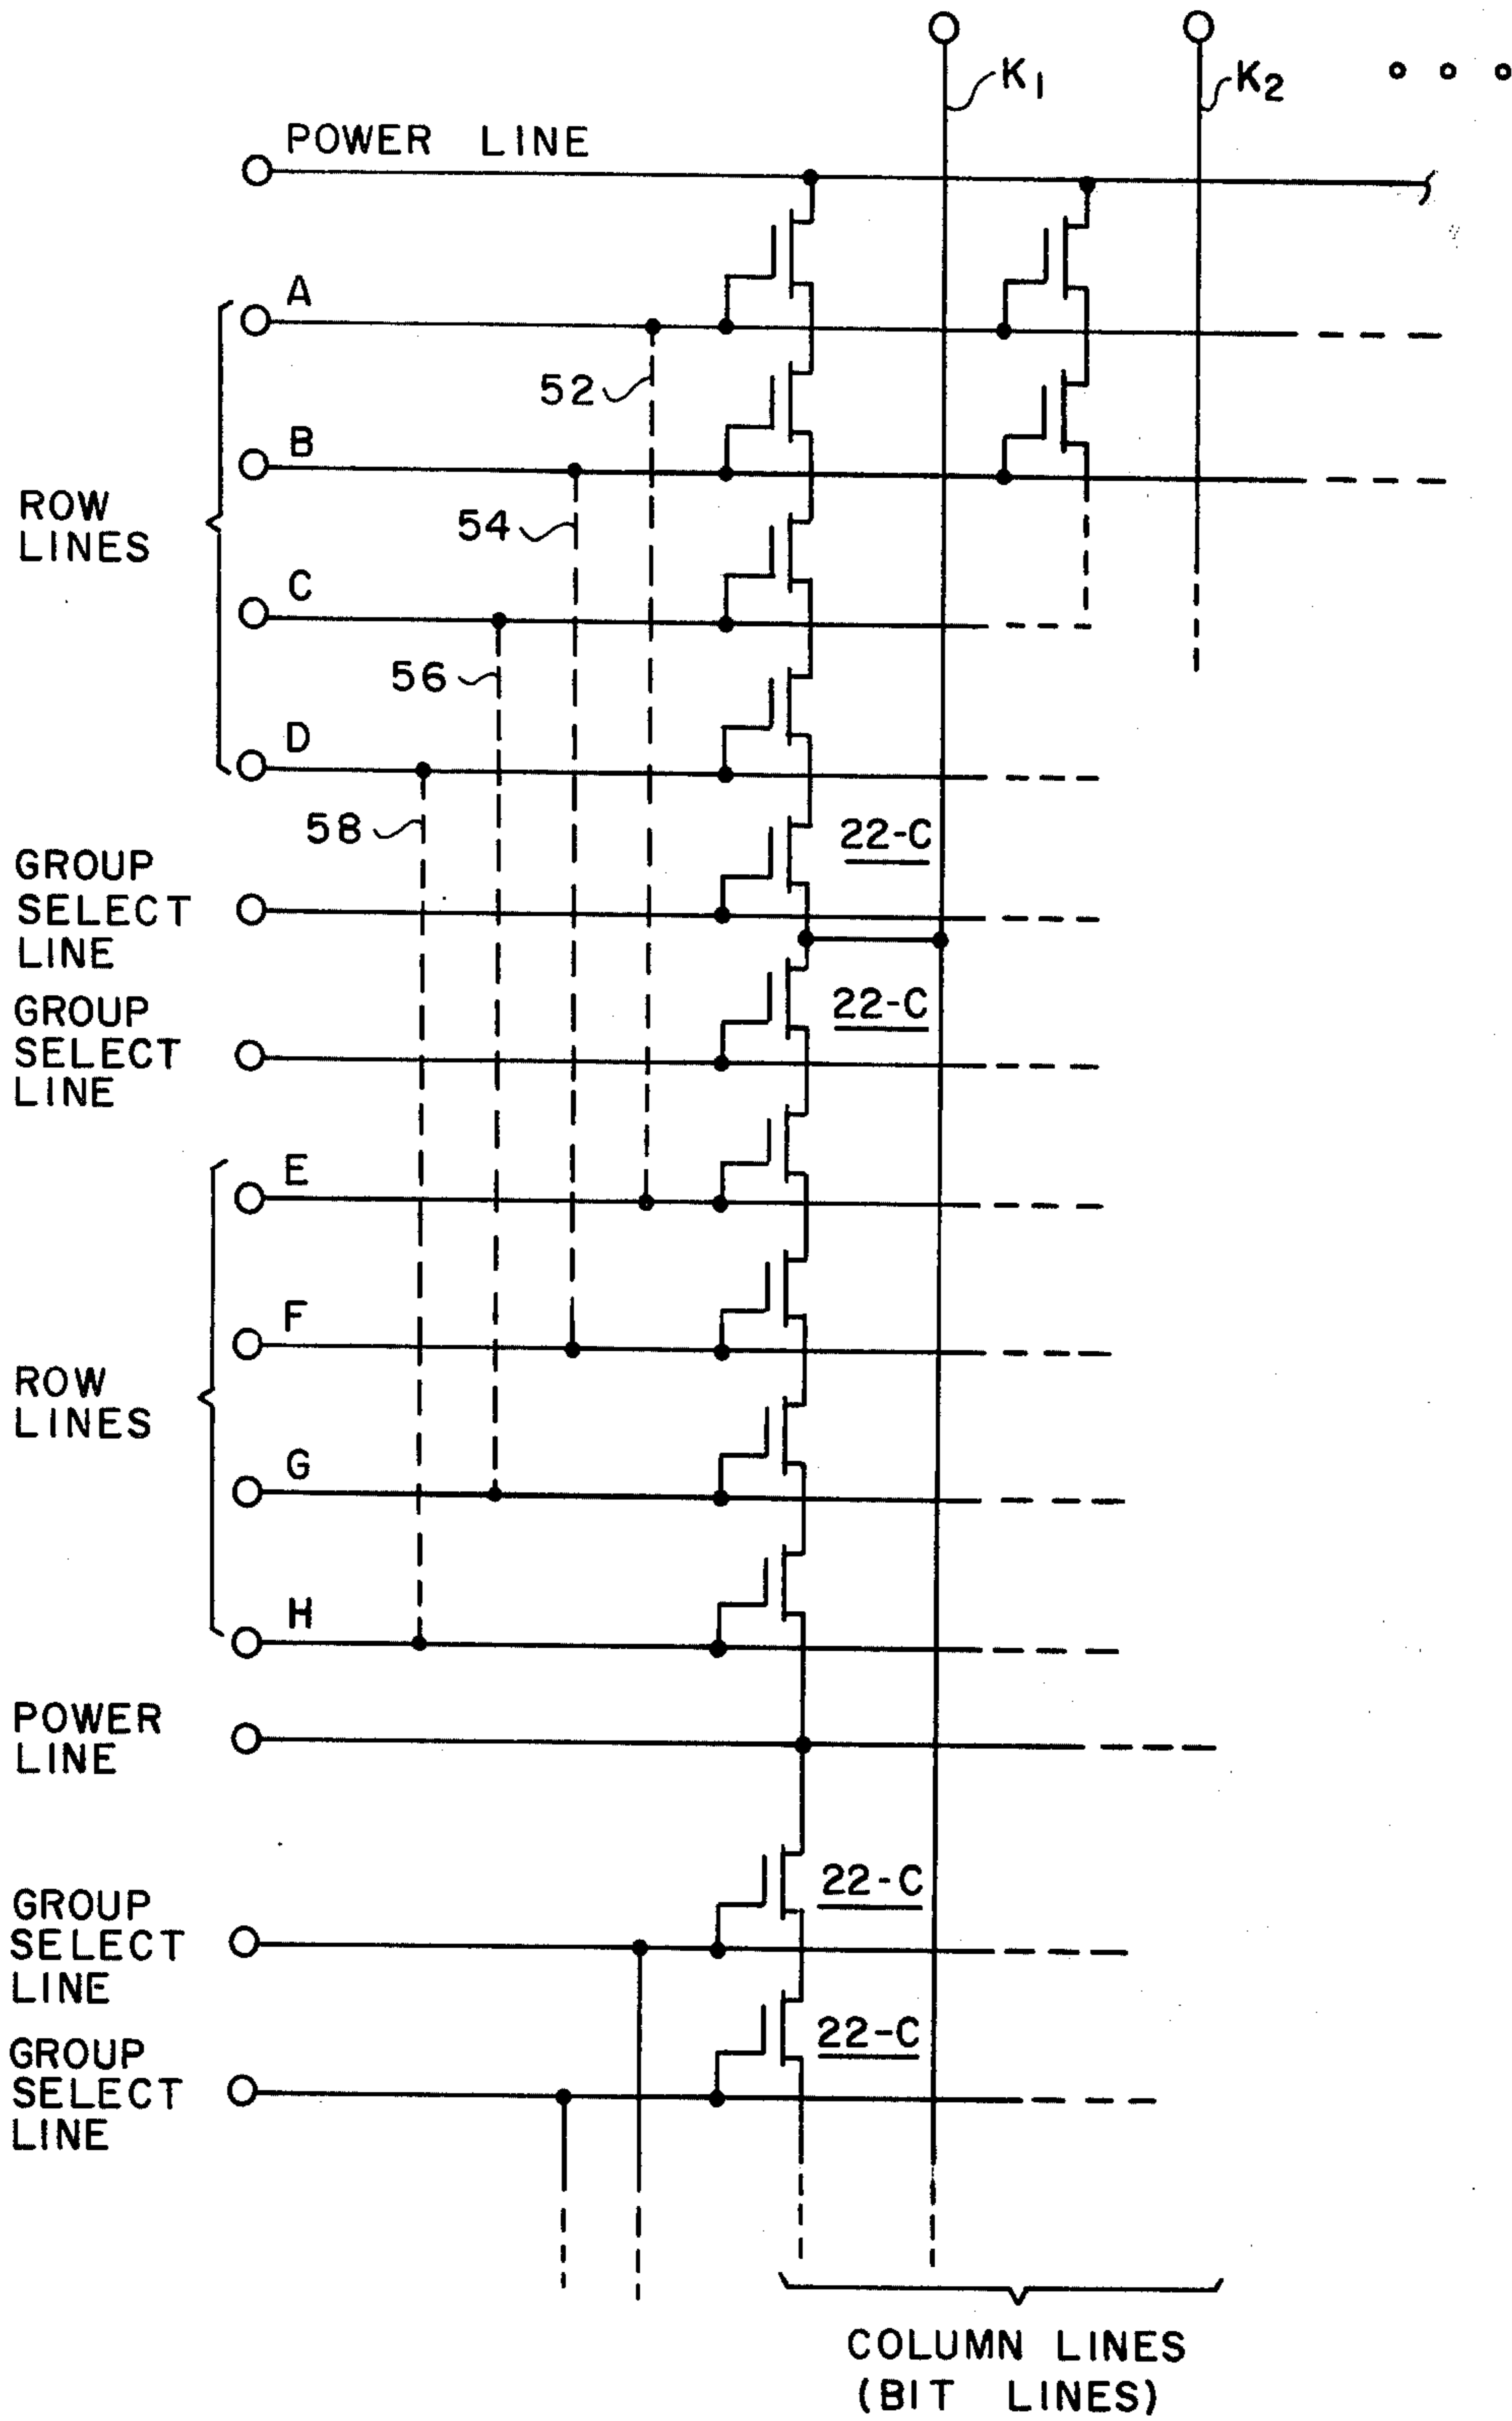 K1
K2
POWER LINE
A
52
B
ROW
LINES
54
C
56
D
58
22-C
GROUP
SELECT
LINE
22-C
GROUP
SELECT
LINE
E
F
ROW
LINES
G
H
POWER
LINE
22-C
GROUP
SELECT
LINE
22-C
GROUP
SELECT
LINE
COLUMN LINES
(BIT LINES)